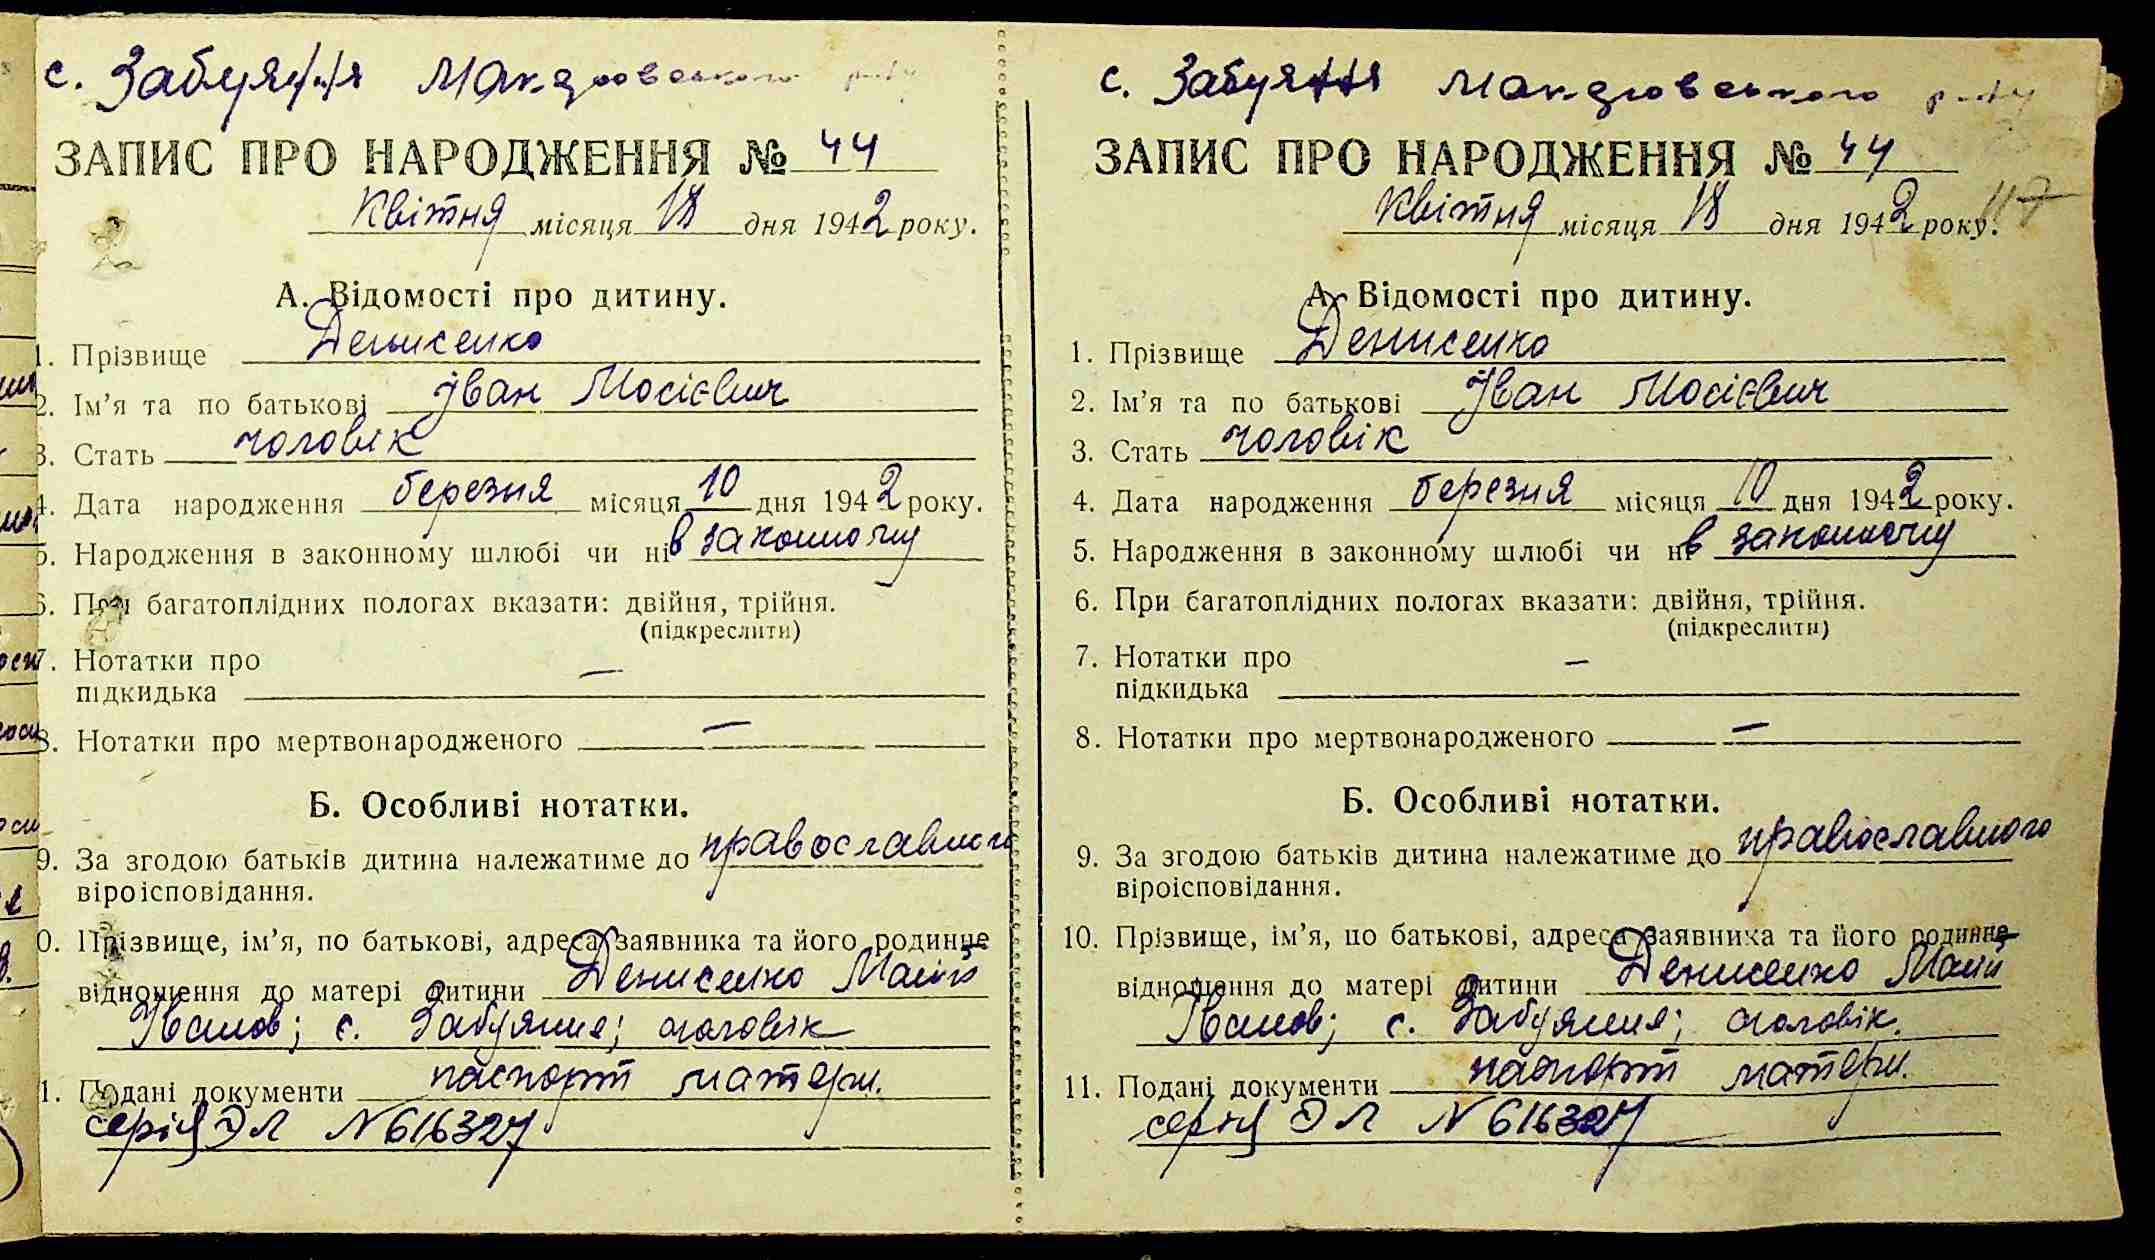 с. Забуяння Макарівського р-ну
ЗАПИС ПРО НАРОДЖЕННЯ № 44
Квітня місяця 18 дня 1942 року.
А. Відомості про дитину.
1. Прізвище Денисенко
2. Ім'я та по батькові Іван Мосієвич
3. Стать чоловік
4. Дата народження березня місяця 10 дня 1942 року.
5. Народження в законному шлюбі чи ні в законному
6. При багатоплідних пологах вказати: двійня, трійня.
(підкреслити)
7. Нотатки про
підкидька —
8. Нотатки про мертвонародженого —
Б. Особливі нотатки.
9. За згодою батьків дитина належатиме до православного
віроісповідання.
0. Прізвище, ім'я, по батькові, адреса заявника та його родинне
відношення до матері дитини Денисенко Мойс
Іванов; с. Забуяння; чоловік
1. Подані документи паспорт матери.
серія ЭЛ N 616327
с. Забуяння Макарівського р-ну
ЗАПИС ПРО НАРОДЖЕННЯ № 44
Квітня місяця 18 дня 1942 року.
117
А. Відомості про дитину.
1. Прізвище Денисенко
2. Ім'я та по батькові Іван Мосієвич
3. Стать чоловік
4. Дата народження березня місяця 10 дня 1942 року.
5. Народження в законному шлюбі чи ні в законному
6. При багатоплідних пологах вказати: двійня, трійня.
(підкреслити)
7. Нотатки про
підкидька —
8. Нотатки про мертвонародженого —
Б. Особливі нотатки.
9. За згодою батьків дитина належатиме до православного
віроісповідання.
10. Прізвище, ім'я, по батькові, адреса заявника та його родинне
відношення до матері дитини Денисенко
Іванов; с. Забуяння; чоловік.
11. Подані документи паспорт матери.
серія ЭЛ N 616327